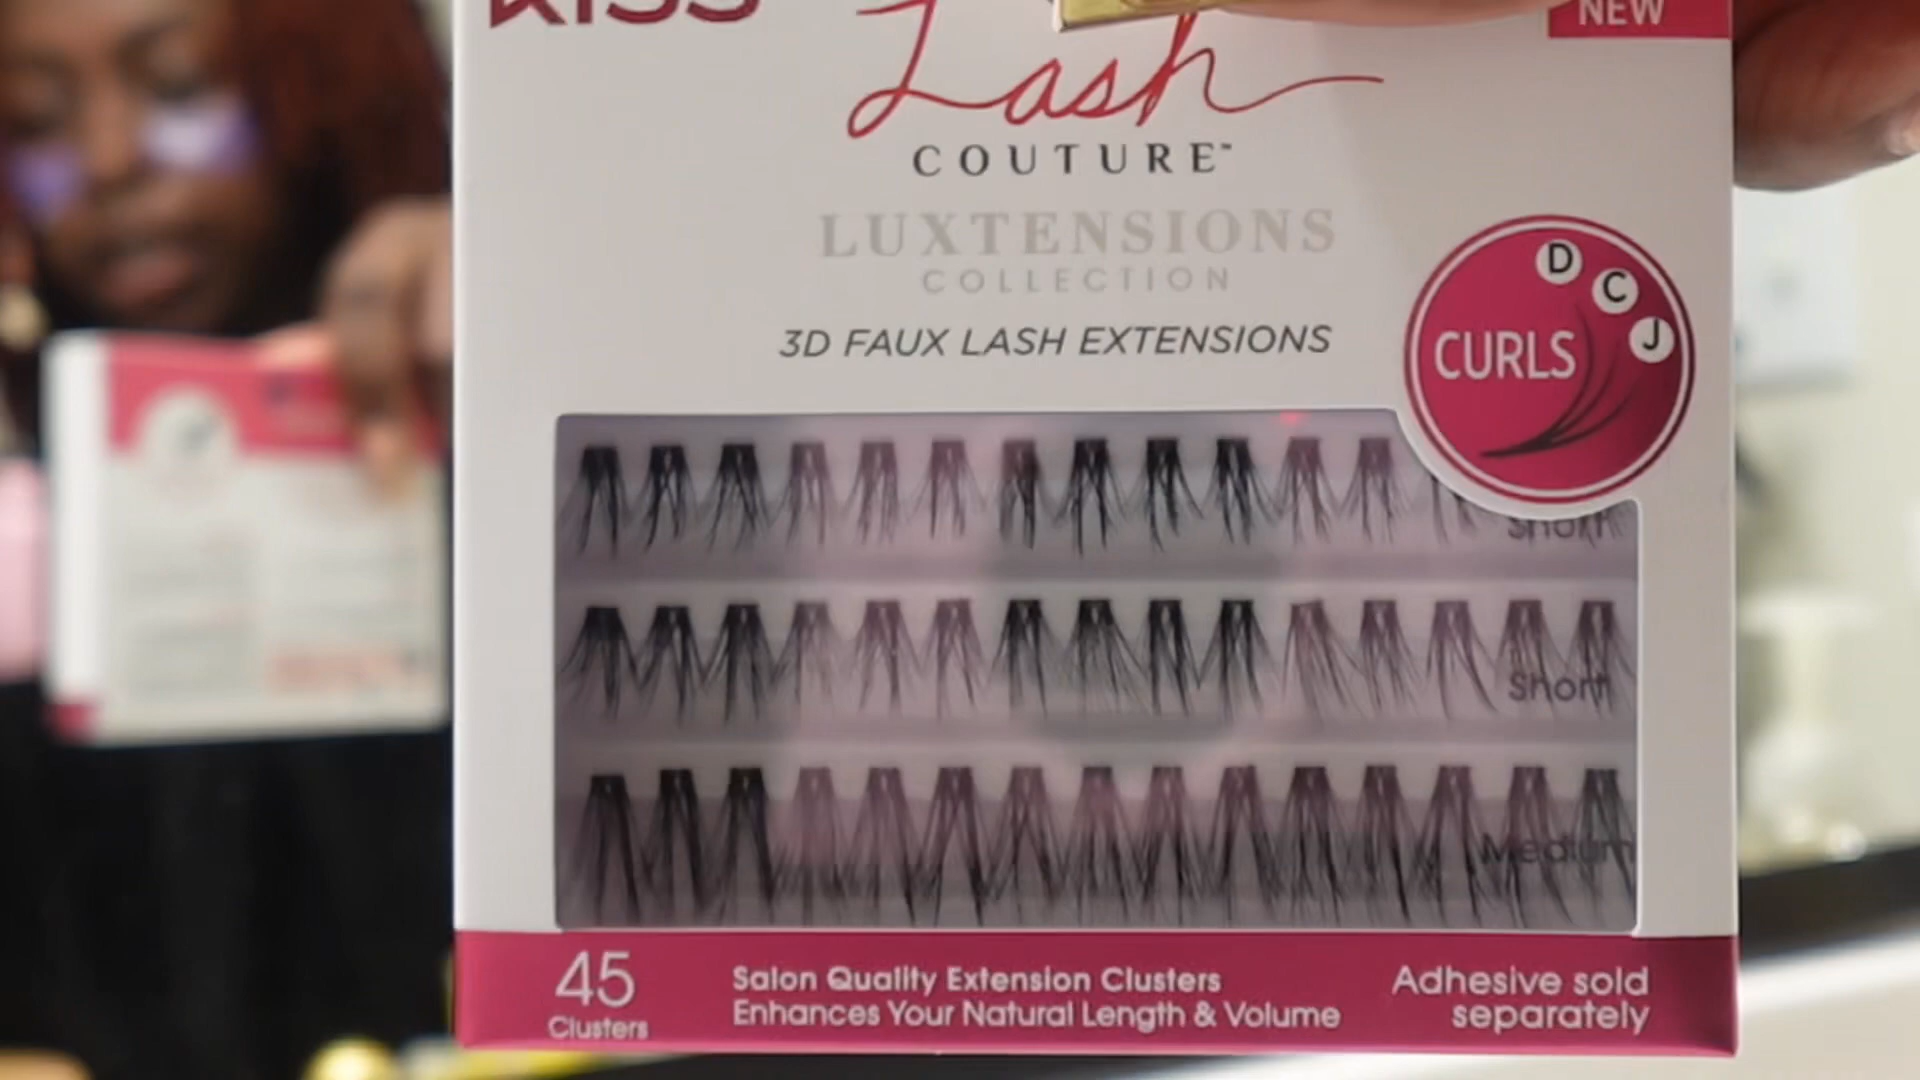 KISS
NEW
Lash
COUTURE™
LUXTENSIONS
COLLECTION
3D FAUX LASH EXTENSIONS
D
C
J
CURLS
Short
Short
Medium
45
Clusters
Salon Quality Extension Clusters
Enhances Your Natural Length & Volume
Adhesive sold
separately